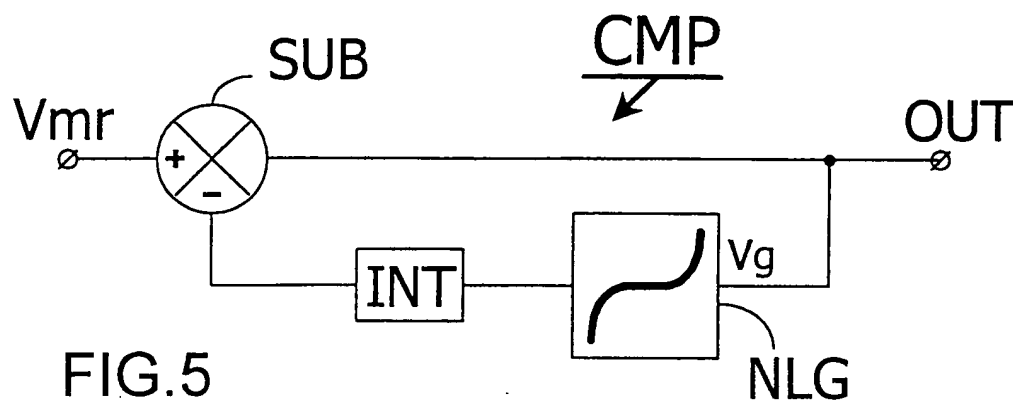 CMP
SUB
Vmr
OUT
+
−
INT
Vg
NLG
FIG.5